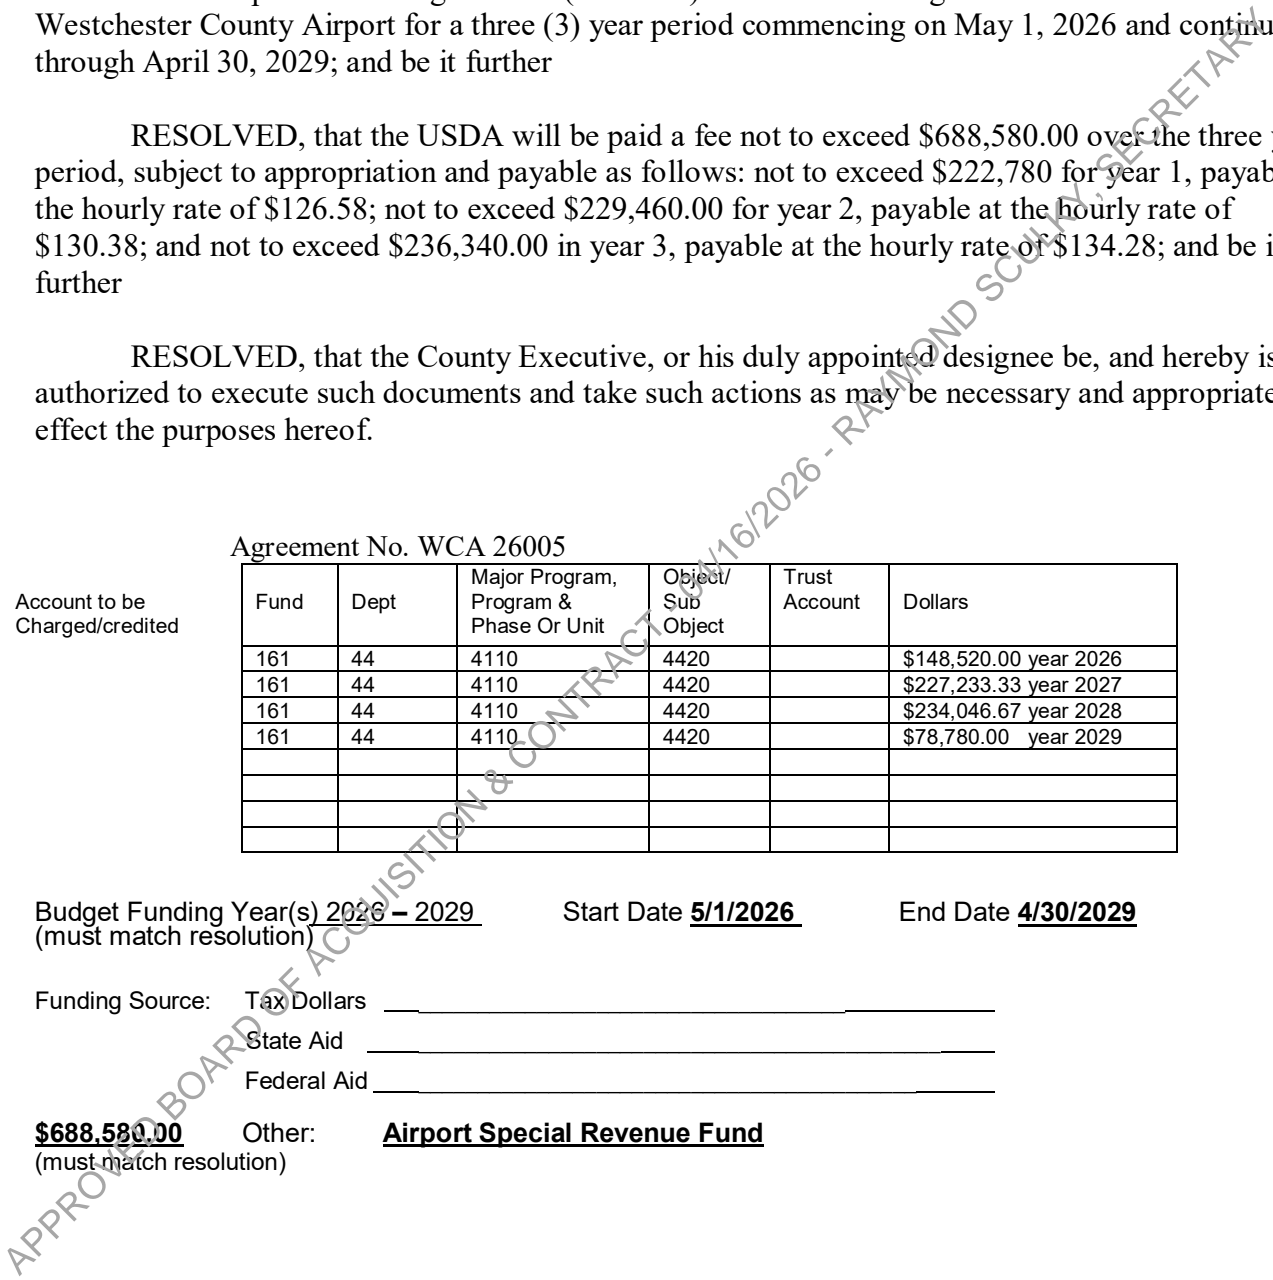 Westchester County Airport for a three (3) year period commencing on May 1, 2026 and continu
through April 30, 2029; and be it further
RESOLVED, that the USDA will be paid a fee not to exceed $688,580.00 over the three
period, subject to appropriation and payable as follows: not to exceed $222,780 for year 1, payab
the hourly rate of $126.58; not to exceed $229,460.00 for year 2, payable at the hourly rate of
$130.38; and not to exceed $236,340.00 in year 3, payable at the hourly rate of $134.28; and be i
further
RESOLVED, that the County Executive, or his duly appointed designee be, and hereby is
authorized to execute such documents and take such actions as may be necessary and appropriate
effect the purposes hereof.
Agreement No. WCA 26005
Account to be
Charged/credited
Fund Dept Major Program, Program & Phase Or Unit Object/ Sub Object Trust Account Dollars
161 44 4110 4420 $148,520.00 year 2026
161 44 4110 4420 $227,233.33 year 2027
161 44 4110 4420 $234,046.67 year 2028
161 44 4110 4420 $78,780.00 year 2029
Budget Funding Year(s) 2026 – 2029 Start Date 5/1/2026 End Date 4/30/2029
(must match resolution)
Funding Source: Tax Dollars
State Aid
Federal Aid
$688,580.00 Other: Airport Special Revenue Fund
(must match resolution)
APPROVED BOARD OF ACQUISITION & CONTRACT - 04/16/2026 - RAYMOND SCULKY, SECRETARY